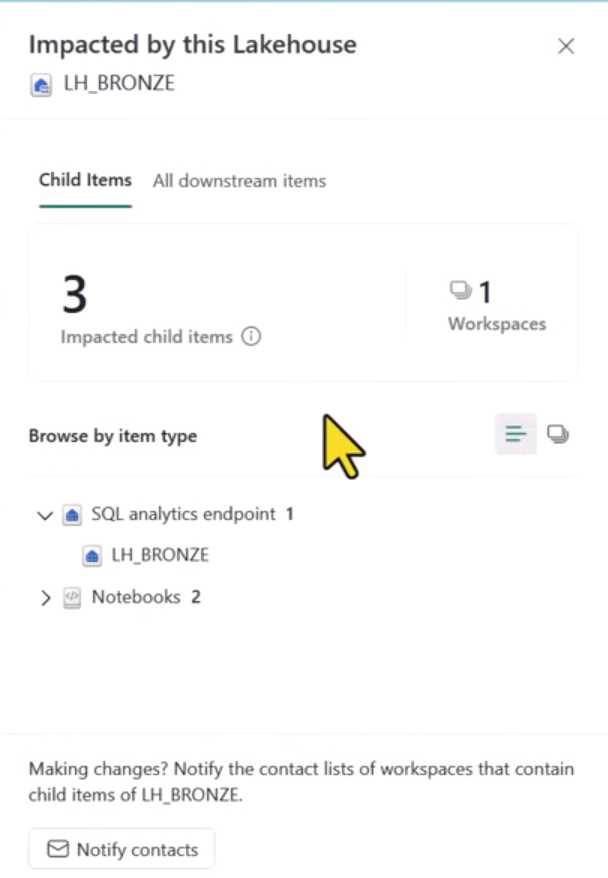 Impacted by this Lakehouse
LH_BRONZE
Child Items All downstream items
3
Impacted child items
1
Workspaces
Browse by item type
SQL analytics endpoint 1
LH_BRONZE
Notebooks 2
Making changes? Notify the contact lists of workspaces that contain
child items of LH_BRONZE.
Notify contacts